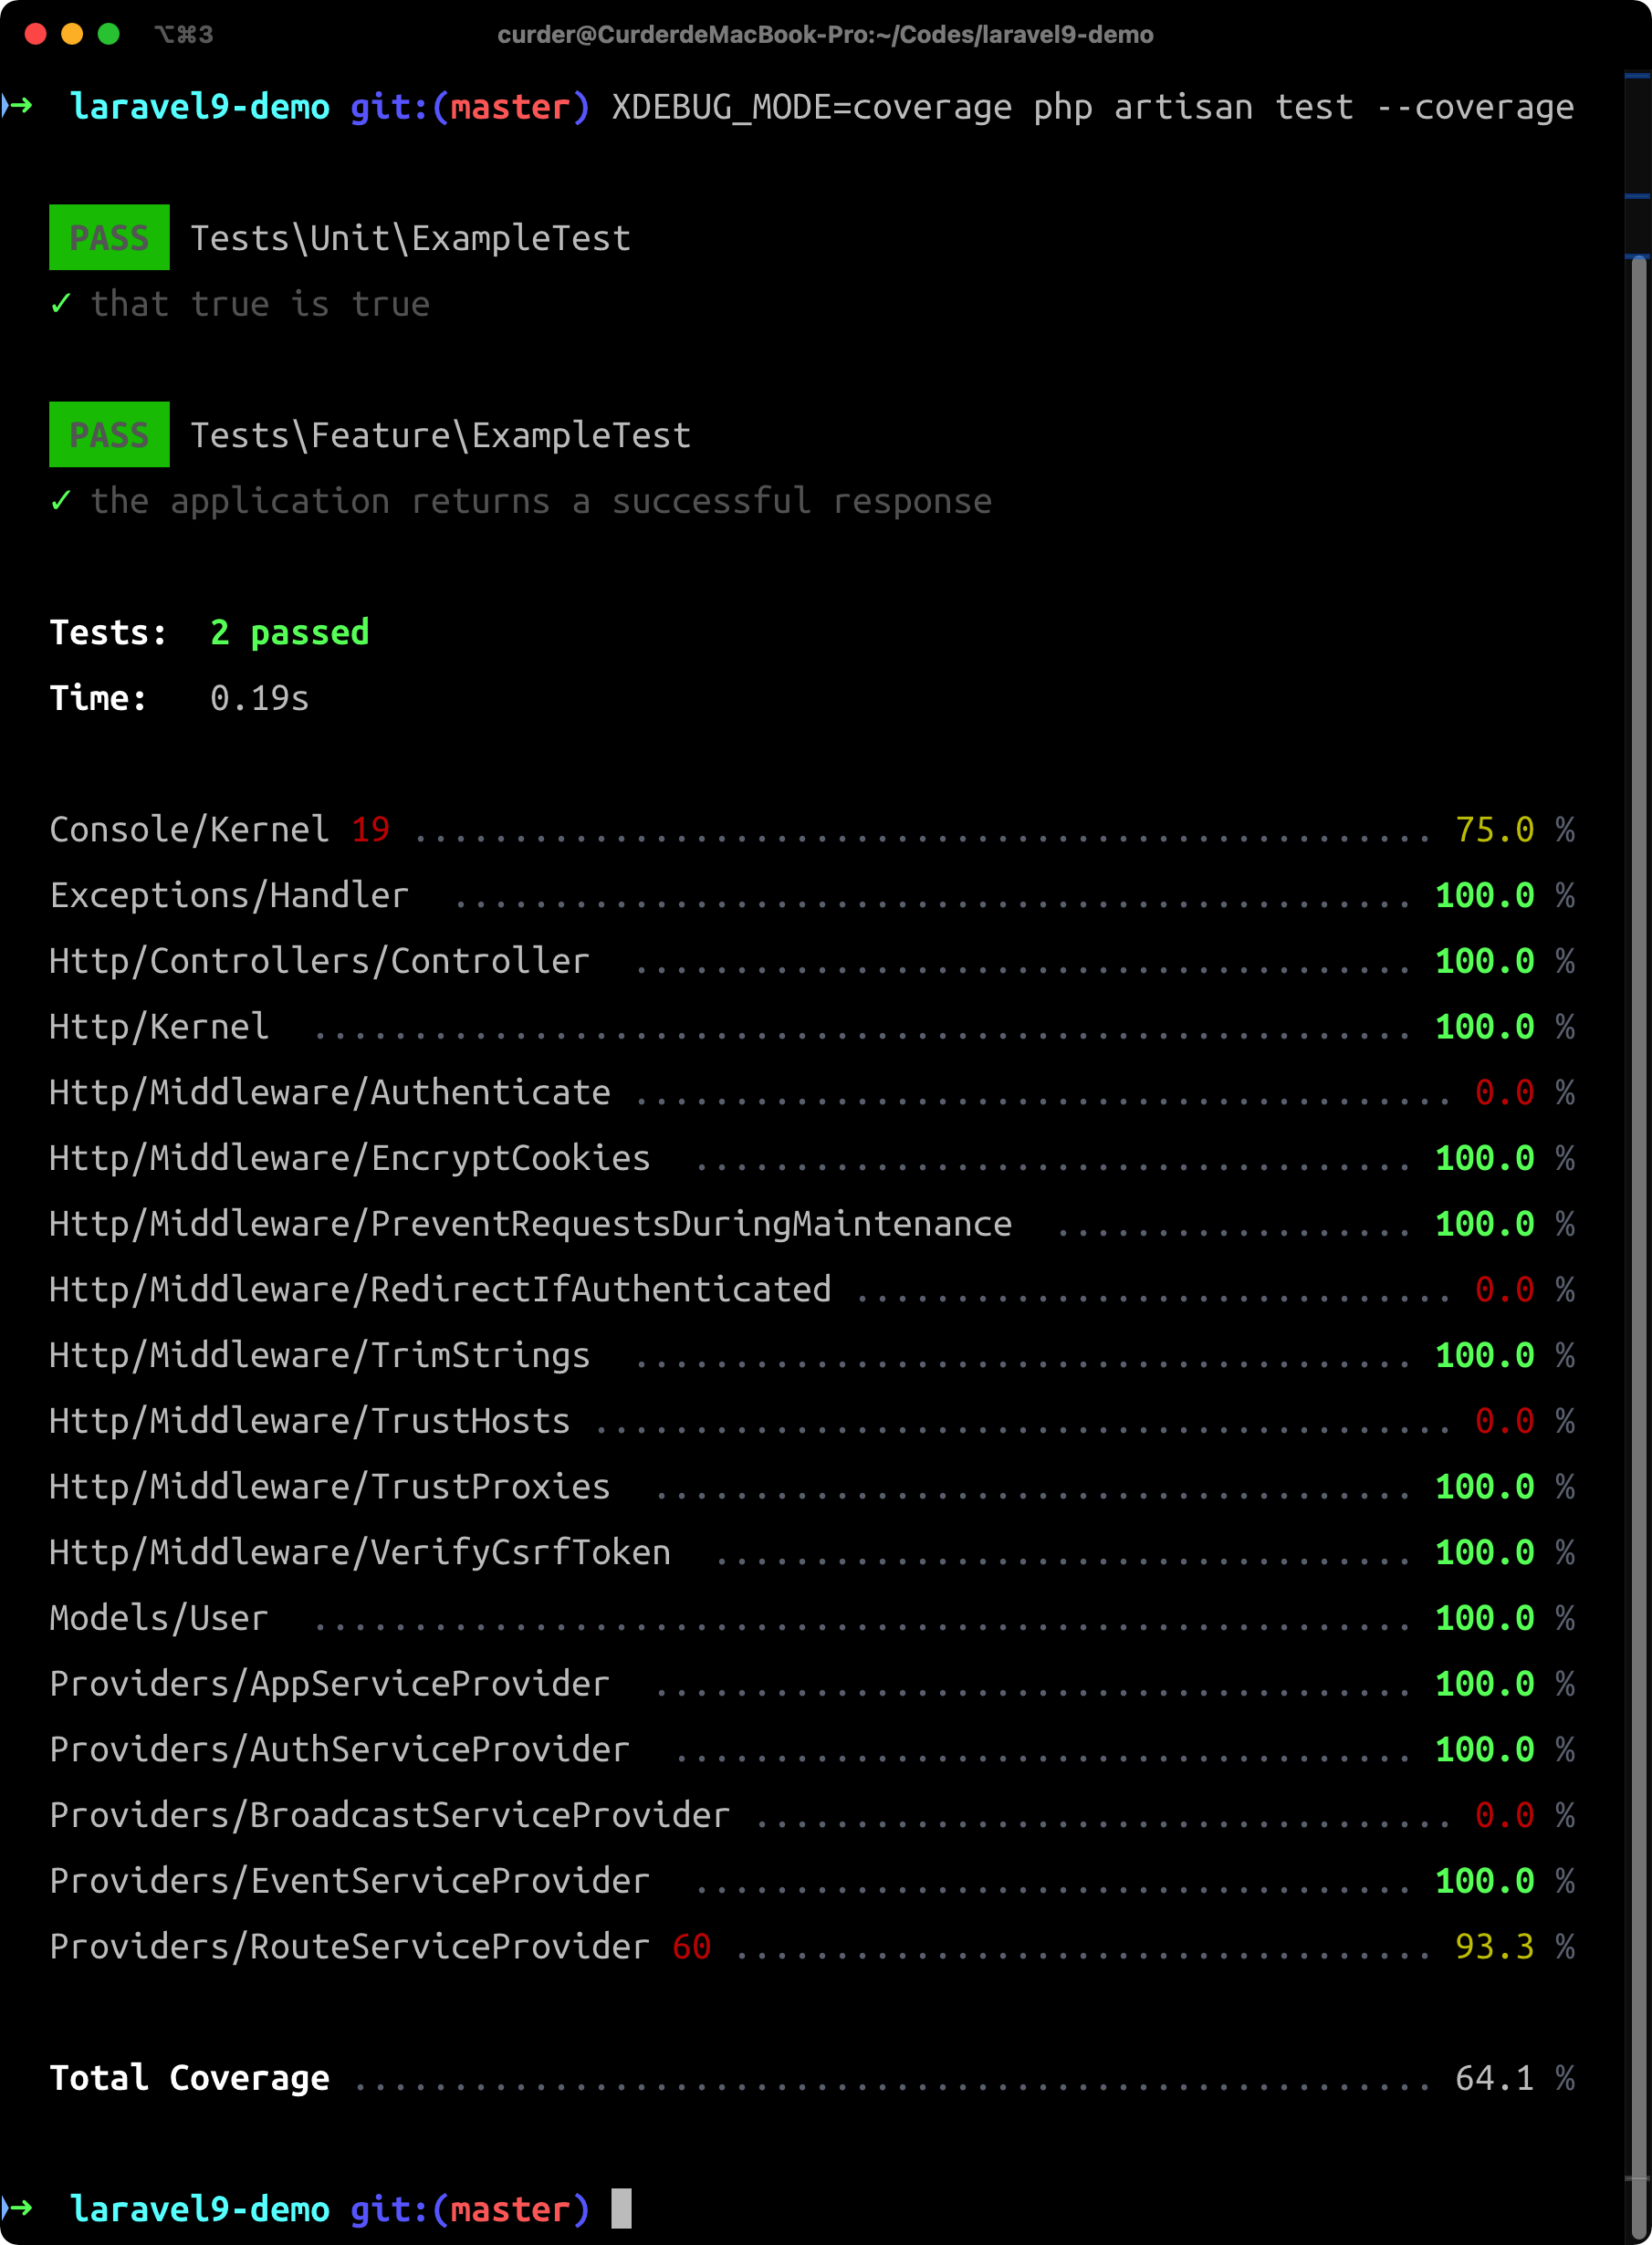 ⌥⌘3 curder@CurderdeMacBook-Pro:~/Codes/laravel9-demo
➜ laravel9-demo git:(master) XDEBUG_MODE=coverage php artisan test --coverage
PASS Tests\Unit\ExampleTest
✓ that true is true
PASS Tests\Feature\ExampleTest
✓ the application returns a successful response
Tests: 2 passed
Time: 0.19s
Console/Kernel 19 ................................................... 75.0 %
Exceptions/Handler ................................................ 100.0 %
Http/Controllers/Controller ....................................... 100.0 %
Http/Kernel ....................................................... 100.0 %
Http/Middleware/Authenticate ......................................... 0.0 %
Http/Middleware/EncryptCookies .................................... 100.0 %
Http/Middleware/PreventRequestsDuringMaintenance .................. 100.0 %
Http/Middleware/RedirectIfAuthenticated .............................. 0.0 %
Http/Middleware/TrimStrings ....................................... 100.0 %
Http/Middleware/TrustHosts ........................................... 0.0 %
Http/Middleware/TrustProxies ...................................... 100.0 %
Http/Middleware/VerifyCsrfToken ................................... 100.0 %
Models/User ....................................................... 100.0 %
Providers/AppServiceProvider ...................................... 100.0 %
Providers/AuthServiceProvider ..................................... 100.0 %
Providers/BroadcastServiceProvider ................................... 0.0 %
Providers/EventServiceProvider .................................... 100.0 %
Providers/RouteServiceProvider 60 ................................... 93.3 %
Total Coverage ...................................................... 64.1 %
➜ laravel9-demo git:(master)